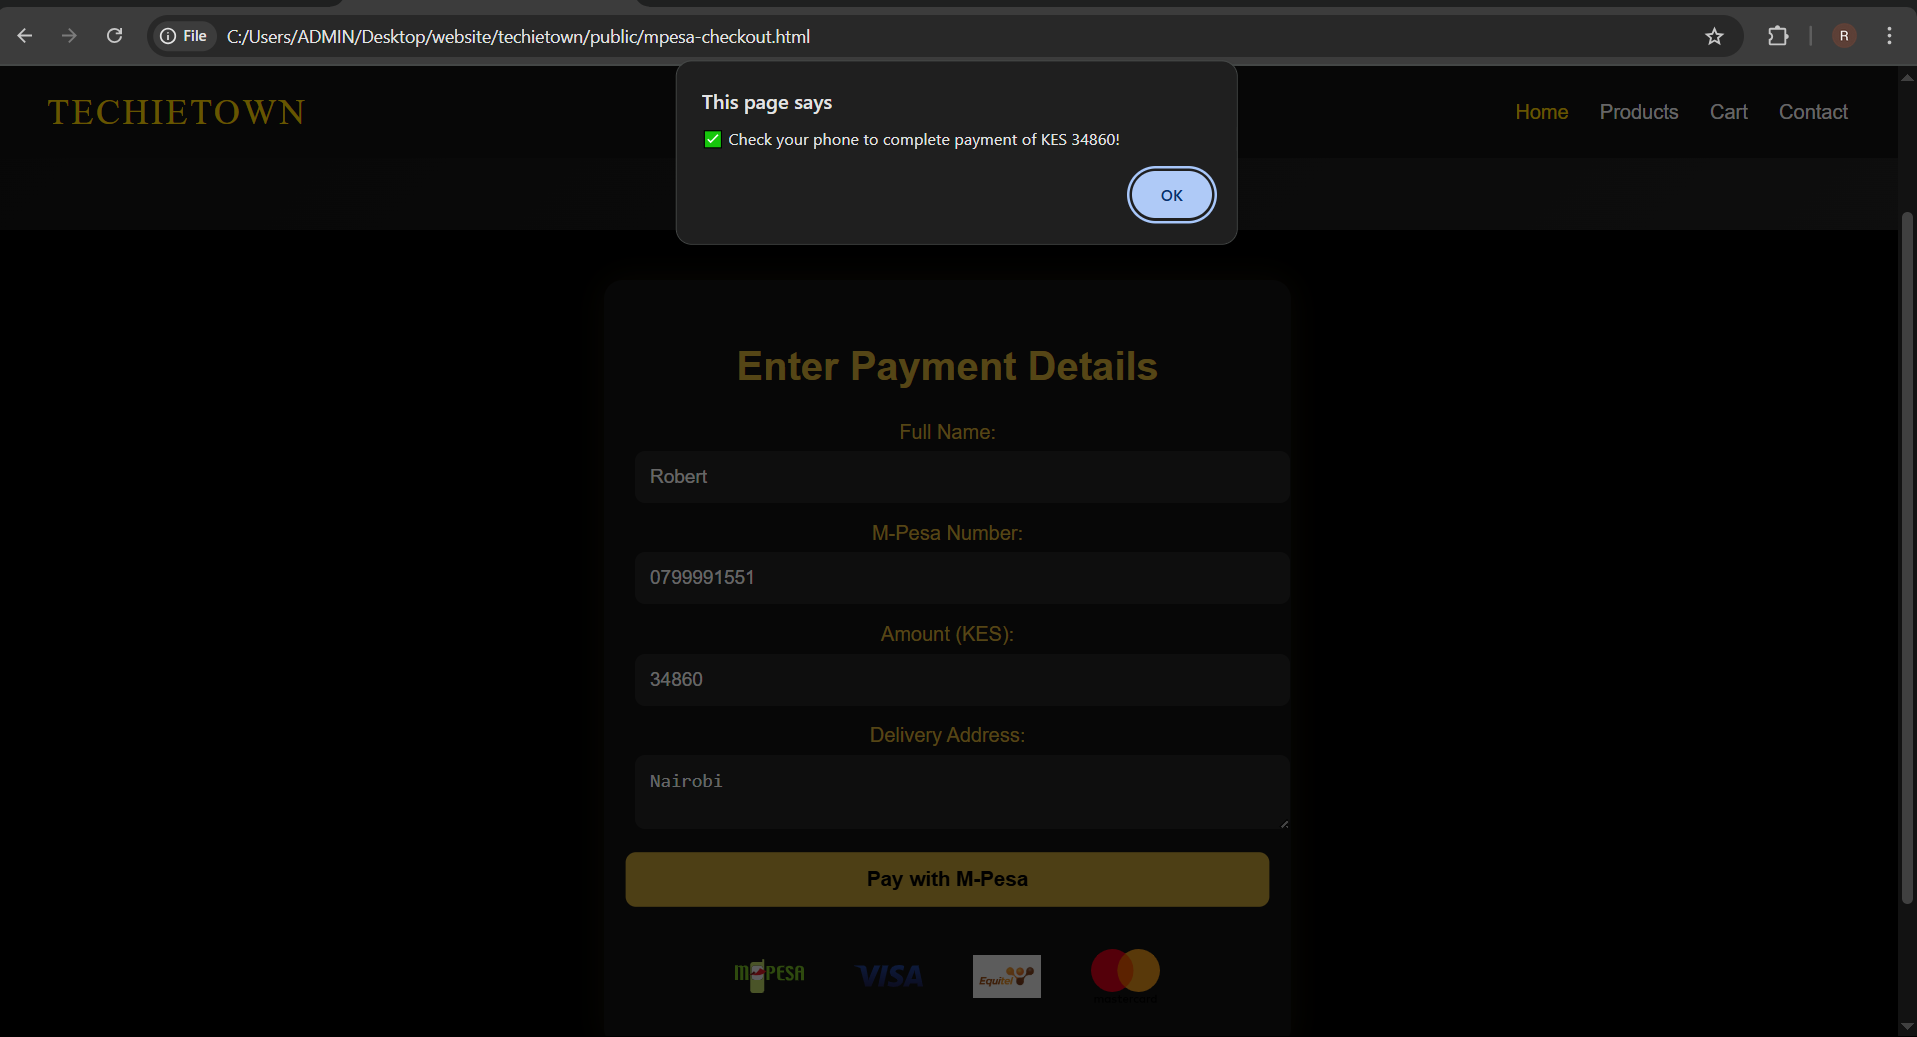 File
C:/Users/ADMIN/Desktop/website/techietown/public/mpesa-checkout.html
R
TECHIETOWN
Home
Products
Cart
Contact
This page says
✅ Check your phone to complete payment of KES 34860!
OK
Enter Payment Details
Full Name:
Robert
M-Pesa Number:
0799991551
Amount (KES):
34860
Delivery Address:
Nairobi
Pay with M-Pesa
M-PESA
VISA
Equitel
mastercard